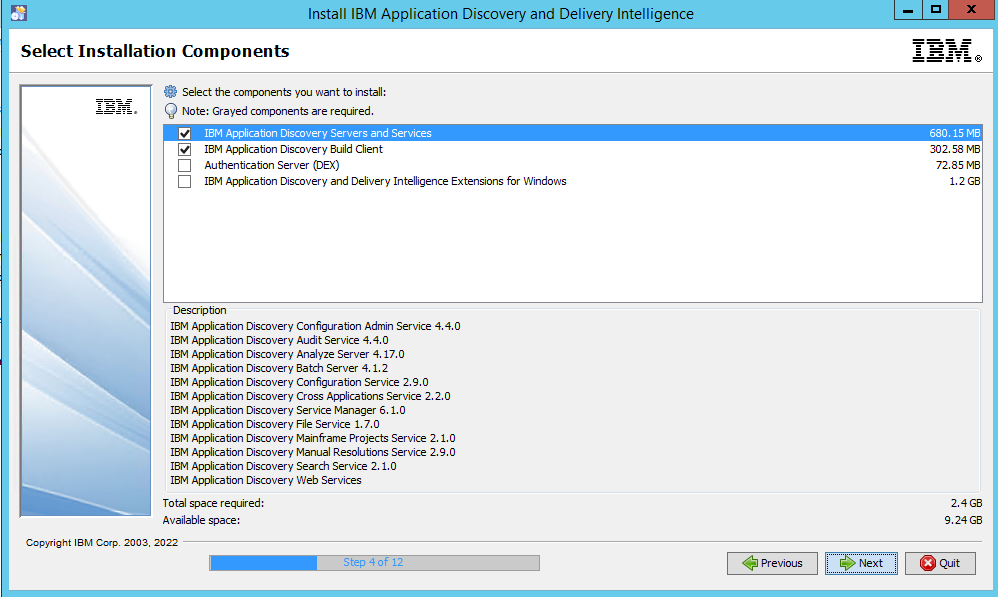 Install IBM Application Discovery and Delivery Intelligence
Select Installation Components
IBM®
IBM.
Select the components you want to install:
Note: Grayed components are required.
IBM Application Discovery Servers and Services 680.15 MB
IBM Application Discovery Build Client 302.58 MB
Authentication Server (DEX) 72.85 MB
IBM Application Discovery and Delivery Intelligence Extensions for Windows 1.2 GB
Description
IBM Application Discovery Configuration Admin Service 4.4.0
IBM Application Discovery Audit Service 4.4.0
IBM Application Discovery Analyze Server 4.17.0
IBM Application Discovery Batch Server 4.1.2
IBM Application Discovery Configuration Service 2.9.0
IBM Application Discovery Cross Applications Service 2.2.0
IBM Application Discovery Service Manager 6.1.0
IBM Application Discovery File Service 1.7.0
IBM Application Discovery Mainframe Projects Service 2.1.0
IBM Application Discovery Manual Resolutions Service 2.9.0
IBM Application Discovery Search Service 2.1.0
IBM Application Discovery Web Services
Total space required: 2.4 GB
Available space: 9.24 GB
Copyright IBM Corp. 2003, 2022
Step 4 of 12
Previous
Next
Quit